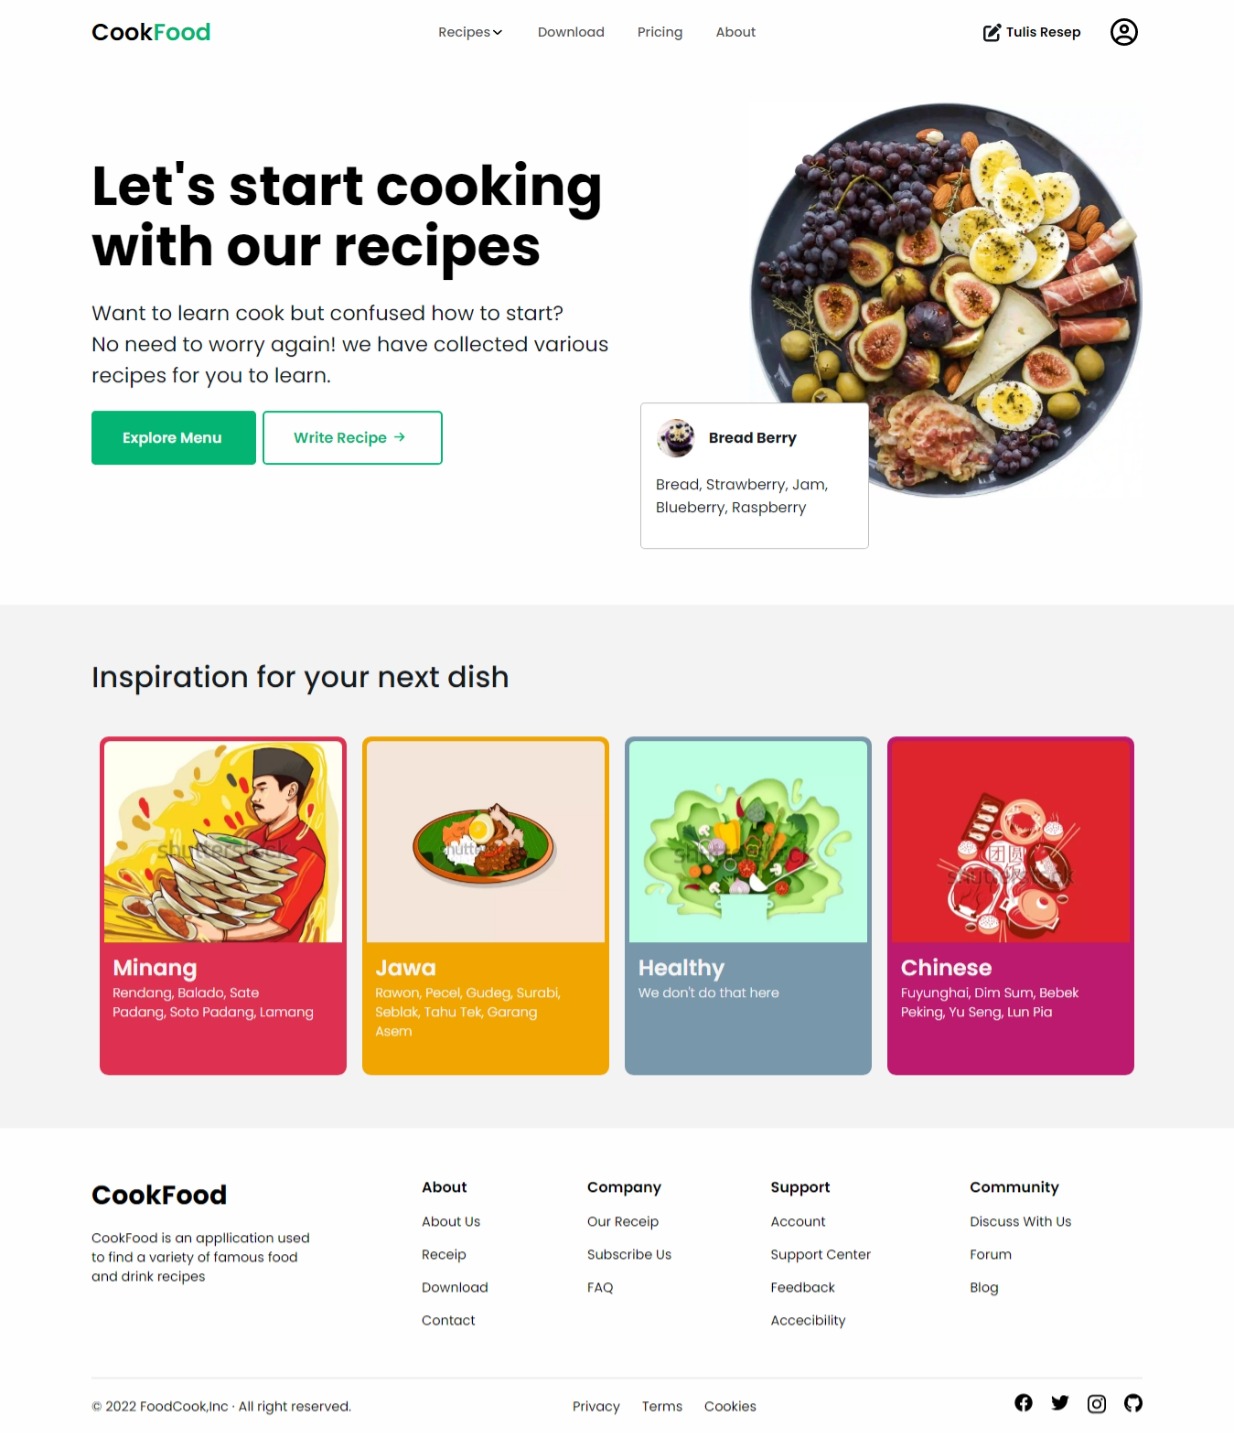 CookFood
Recipes
Download
Pricing
About
Tulis Resep
Let's start cooking
with our recipes
Want to learn cook but confused how to start?
No need to worry again! we have collected various
recipes for you to learn.
Explore Menu
Write Recipe →
Bread Berry
Bread, Strawberry, Jam,
Blueberry, Raspberry
Inspiration for your next dish
shutterstock
shutterstock
shutterstock
团圆
shutterstock
Minang
Rendang, Balado, Sate
Padang, Soto Padang, Lamang
Jawa
Rawon, Pecel, Gudeg, Surabi,
Seblak, Tahu Tek, Garang
Asem
Healthy
We don't do that here
Chinese
Fuyunghai, Dim Sum, Bebek
Peking, Yu Seng, Lun Pia
CookFood
CookFood is an appllication used
to find a variety of famous food
and drink recipes
About
About Us
Receip
Download
Contact
Company
Our Receip
Subscribe Us
FAQ
Support
Account
Support Center
Feedback
Accecibility
Community
Discuss With Us
Forum
Blog
© 2022 FoodCook,Inc · All right reserved.
Privacy
Terms
Cookies